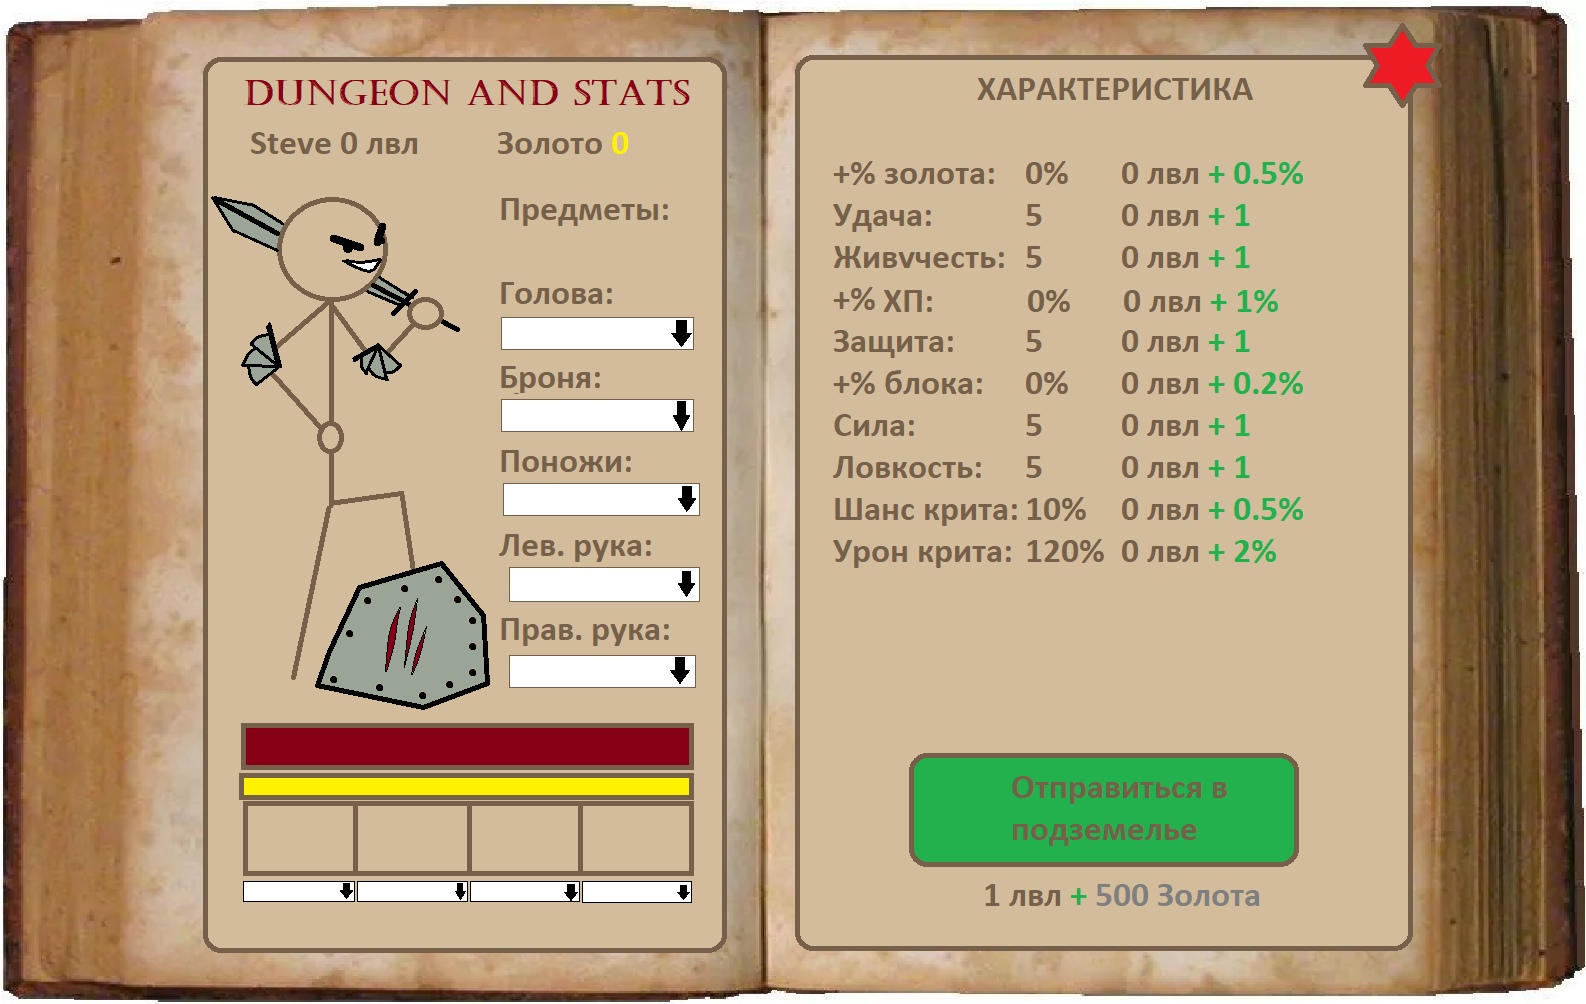 DUNGEON AND STATS
Steve 0 лвл Золото 0
Предметы:
Голова:
Броня:
Поножи:
Лев. рука:
Прав. рука:
ХАРАКТЕРИСТИКА
+% золота: 0% 0 лвл + 0.5%
Удача: 5 0 лвл + 1
Живучесть: 5 0 лвл + 1
+% ХП: 0% 0 лвл + 1%
Защита: 5 0 лвл + 1
+% блока: 0% 0 лвл + 0.2%
Сила: 5 0 лвл + 1
Ловкость: 5 0 лвл + 1
Шанс крита: 10% 0 лвл + 0.5%
Урон крита: 120% 0 лвл + 2%
Отправиться в
подземелье
1 лвл + 500 Золота